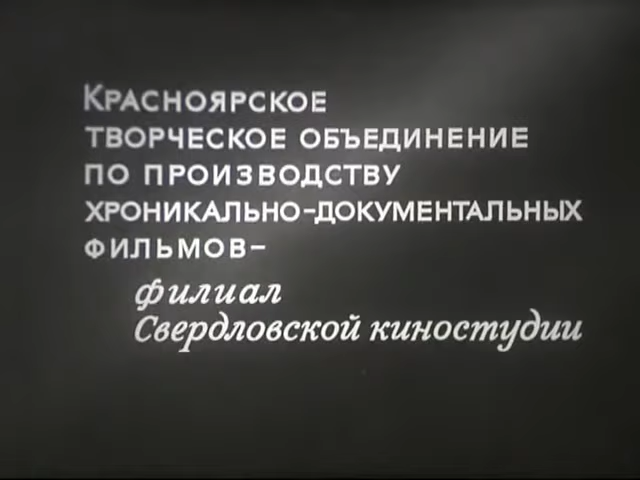 Красноярское
творческое объединение
по производству
хроникально-документальных
фильмов–
филиал
Свердловской киностудии